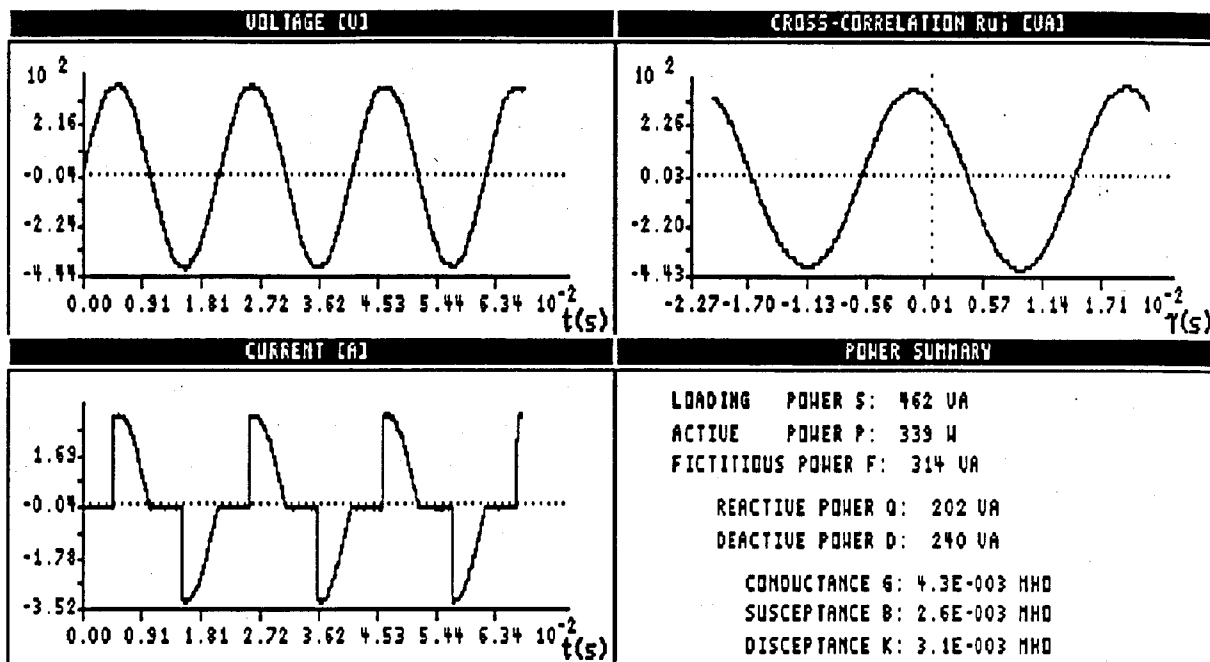 VOLTAGE [V]
10 2
2.16
-0.04
-2.24
-4.44
0.00 0.91 1.81 2.72 3.62 4.53 5.44 6.34 10-2
t(s)
CROSS-CORRELATION Rui [VA]
10 2
2.26
0.03
-2.20
-4.43
-2.27 -1.70 -1.13 -0.56 0.01 0.57 1.14 1.71 10-2
τ(s)
CURRENT [A]
1.69
-0.04
-1.78
-3.52
0.00 0.91 1.81 2.72 3.62 4.53 5.44 6.34 10-2
t(s)
POWER SUMMARY
LOADING POWER S: 462 VA
ACTIVE POWER P: 339 W
FICTITIOUS POWER F: 314 VA
REACTIVE POWER Q: 202 VA
DEACTIVE POWER D: 240 VA
CONDUCTANCE G: 4.3E-003 MHO
SUSCEPTANCE B: 2.6E-003 MHO
DISCEPTANCE K: 3.1E-003 MHO